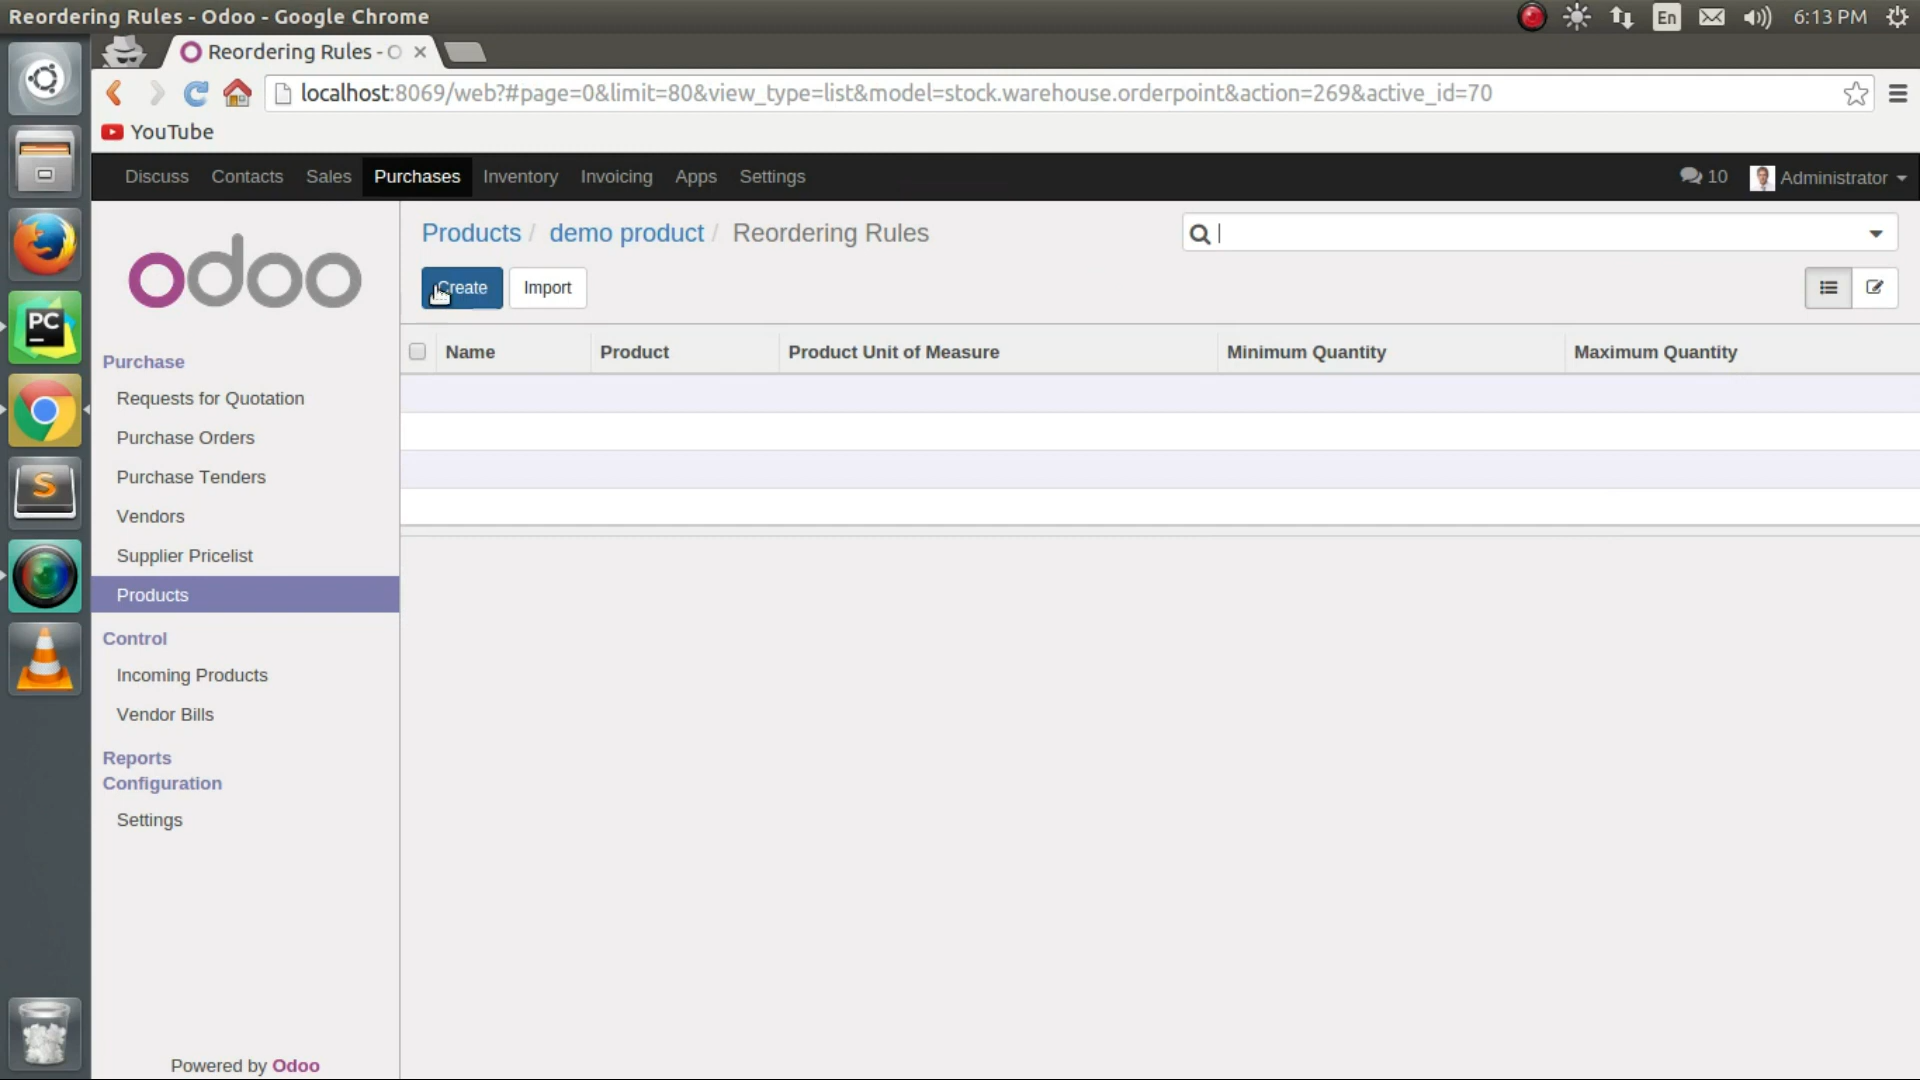 Reordering Rules - Odoo - Google Chrome
En
6:13 PM
Reordering Rules - O
localhost:8069/web?#page=0&limit=80&view_type=list&model=stock.warehouse.orderpoint&action=269&active_id=70
YouTube
Discuss Contacts Sales Purchases Inventory Invoicing Apps Settings
10 Administrator
odoo
Products / demo product / Reordering Rules
Create Import
Name Product Product Unit of Measure Minimum Quantity Maximum Quantity
Purchase
Requests for Quotation
Purchase Orders
Purchase Tenders
Vendors
Supplier Pricelist
Products
Control
Incoming Products
Vendor Bills
Reports
Configuration
Settings
Powered by Odoo
PC
S